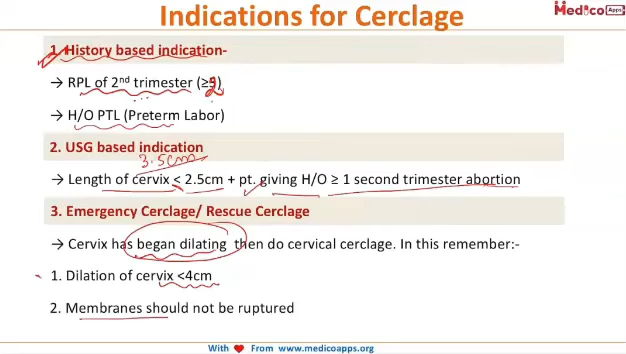 Indications for Cerclage
Medico Apps
1. History based indication-
→ RPL of 2nd trimester (≥2)
→ H/O PTL (Preterm Labor)
2. USG based indication
3.5cm
→ Length of cervix < 2.5cm + pt. giving H/O ≥ 1 second trimester abortion
3. Emergency Cerclage/ Rescue Cerclage
→ Cervix has began dilating then do cervical cerclage. In this remember:-
1. Dilation of cervix <4cm
2. Membranes should not be ruptured
With ❤ From www.medicoapps.org